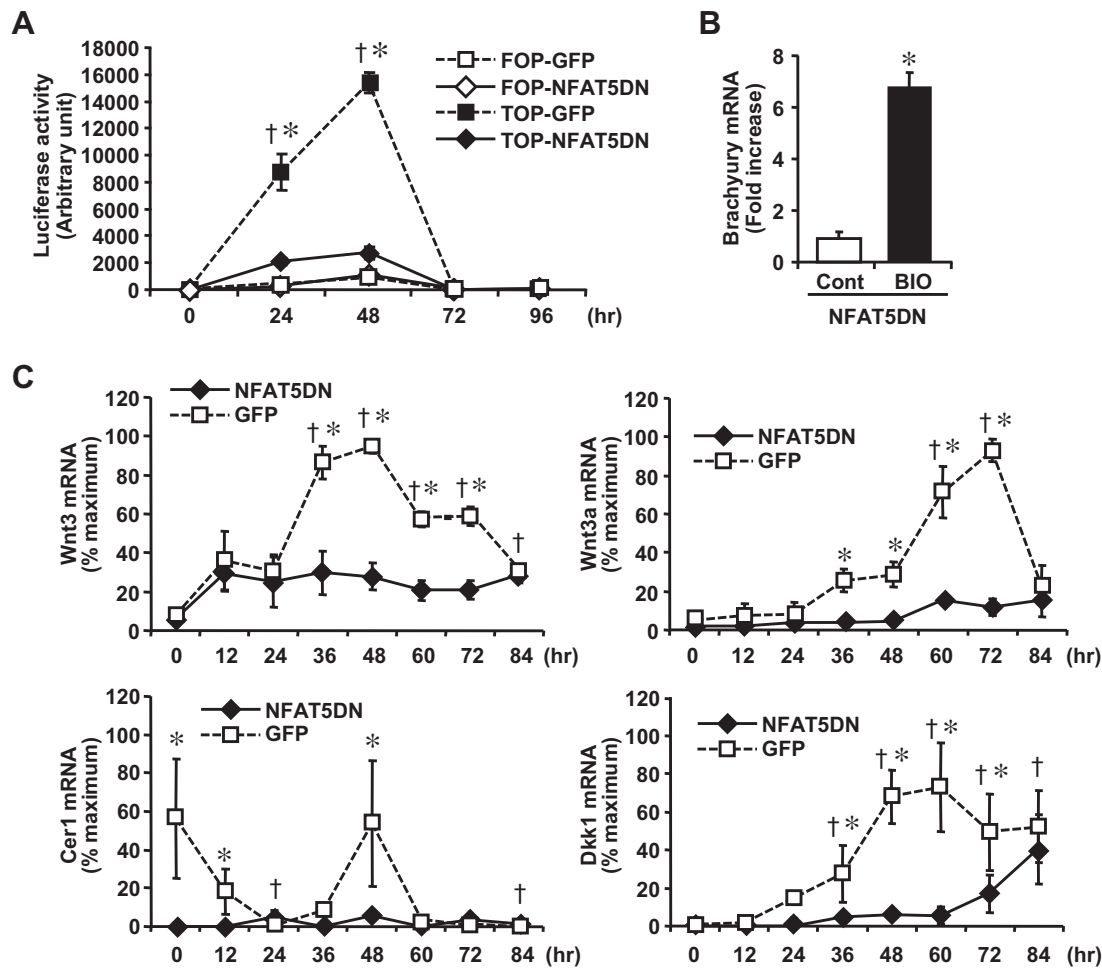 A
Luciferase activity
(Arbitrary unit)
18000
16000
14000
12000
10000
8000
6000
4000
2000
0
†*
†*
FOP-GFP
FOP-NFAT5DN
TOP-GFP
TOP-NFAT5DN
0 24 48 72 96 (hr)
B
Brachyury mRNA
(Fold increase)
8
6
4
2
0
*
Cont BIO
NFAT5DN
C
Wnt3 mRNA
(% maximum)
120
100
80
60
40
20
0
NFAT5DN
GFP
†* †* †* †* †
0 12 24 36 48 60 72 84 (hr)
Wnt3a mRNA
(% maximum)
120
100
80
60
40
20
0
NFAT5DN
GFP
* * †* †*
0 12 24 36 48 60 72 84 (hr)
Cer1 mRNA
(% maximum)
120
100
80
60
40
20
0
NFAT5DN
GFP
* * † * †
0 12 24 36 48 60 72 84 (hr)
Dkk1 mRNA
(% maximum)
120
100
80
60
40
20
0
NFAT5DN
GFP
†* †* †* †* †
0 12 24 36 48 60 72 84 (hr)